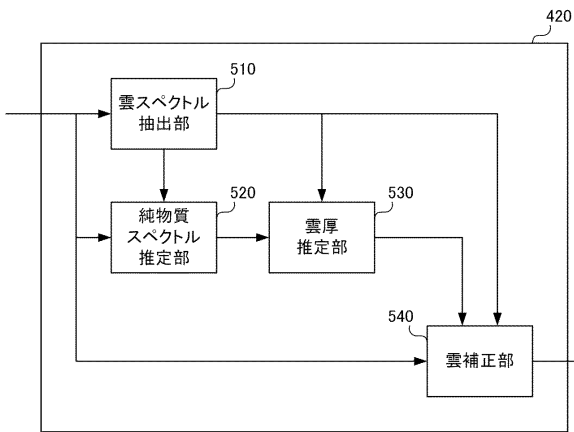 420
510
雲スペクトル
抽出部
520
純物質
スペクトル
推定部
530
雲厚
推定部
540
雲補正部